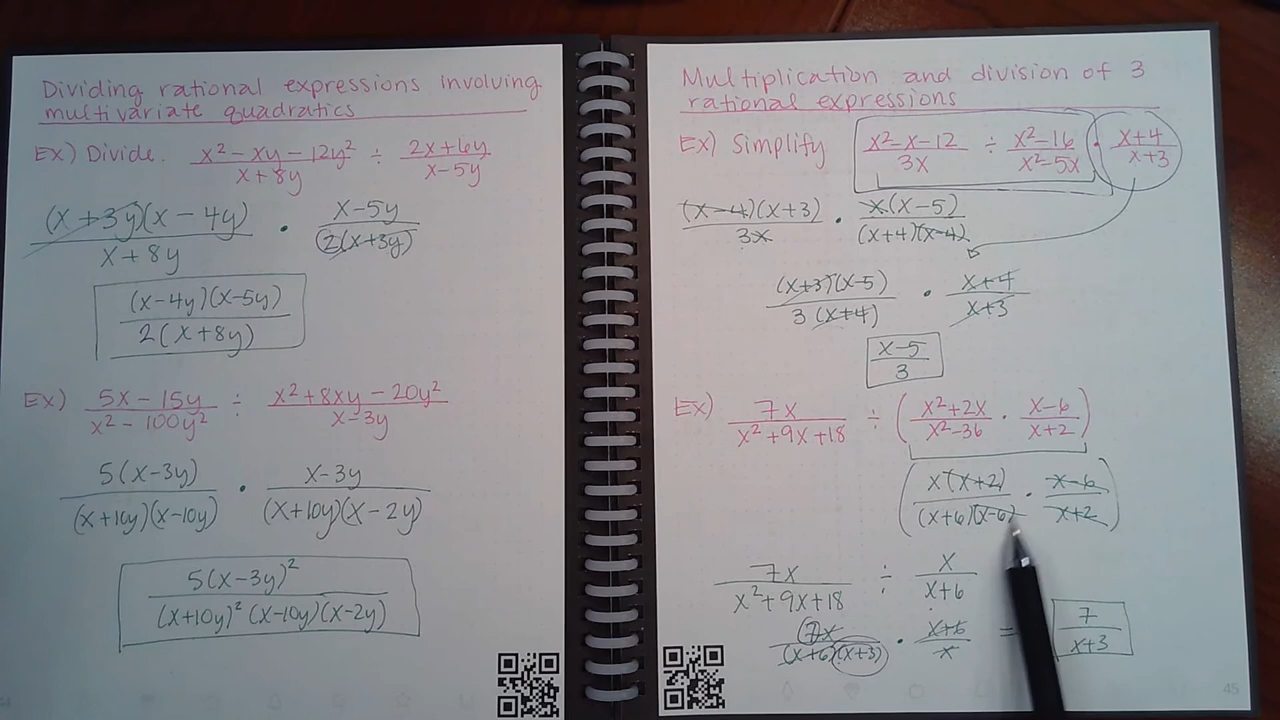 Dividing rational expressions involving
multivariate quadratics
EX) Divide. (x² - xy - 12y²)/(x + 8y) ÷ (2x + 6y)/(x - 5y)
(x + 3y)(x - 4y)/(x + 8y) · (x - 5y)/(2(x + 3y))
(x - 4y)(x - 5y)/(2(x + 8y))
EX) (5x - 15y)/(x² - 100y²) ÷ (x² + 8xy - 20y²)/(x - 3y)
5(x - 3y)/((x + 10y)(x - 10y)) · (x - 3y)/((x + 10y)(x - 2y))
5(x - 3y)²/((x + 10y)² (x - 10y)(x - 2y))
Multiplication and division of 3
rational expressions
EX) Simplify (x² - x - 12)/(3x) ÷ (x² - 16)/(x² - 5x) · (x + 4)/(x + 3)
(x - 4)(x + 3)/(3x) · x(x - 5)/((x + 4)(x - 4))
(x + 3)(x - 5)/(3(x + 4)) · (x + 4)/(x + 3)
(x - 5)/3
EX) 7x/(x² + 9x + 18) ÷ ((x² + 2x)/(x² - 36) · (x - 6)/(x + 2))
(x(x + 2)/((x + 6)(x - 6)) · (x - 6)/(x + 2))
7x/(x² + 9x + 18) ÷ x/(x + 6)
7x/((x + 6)(x + 3)) · (x + 6)/x = 7/(x + 3)
45